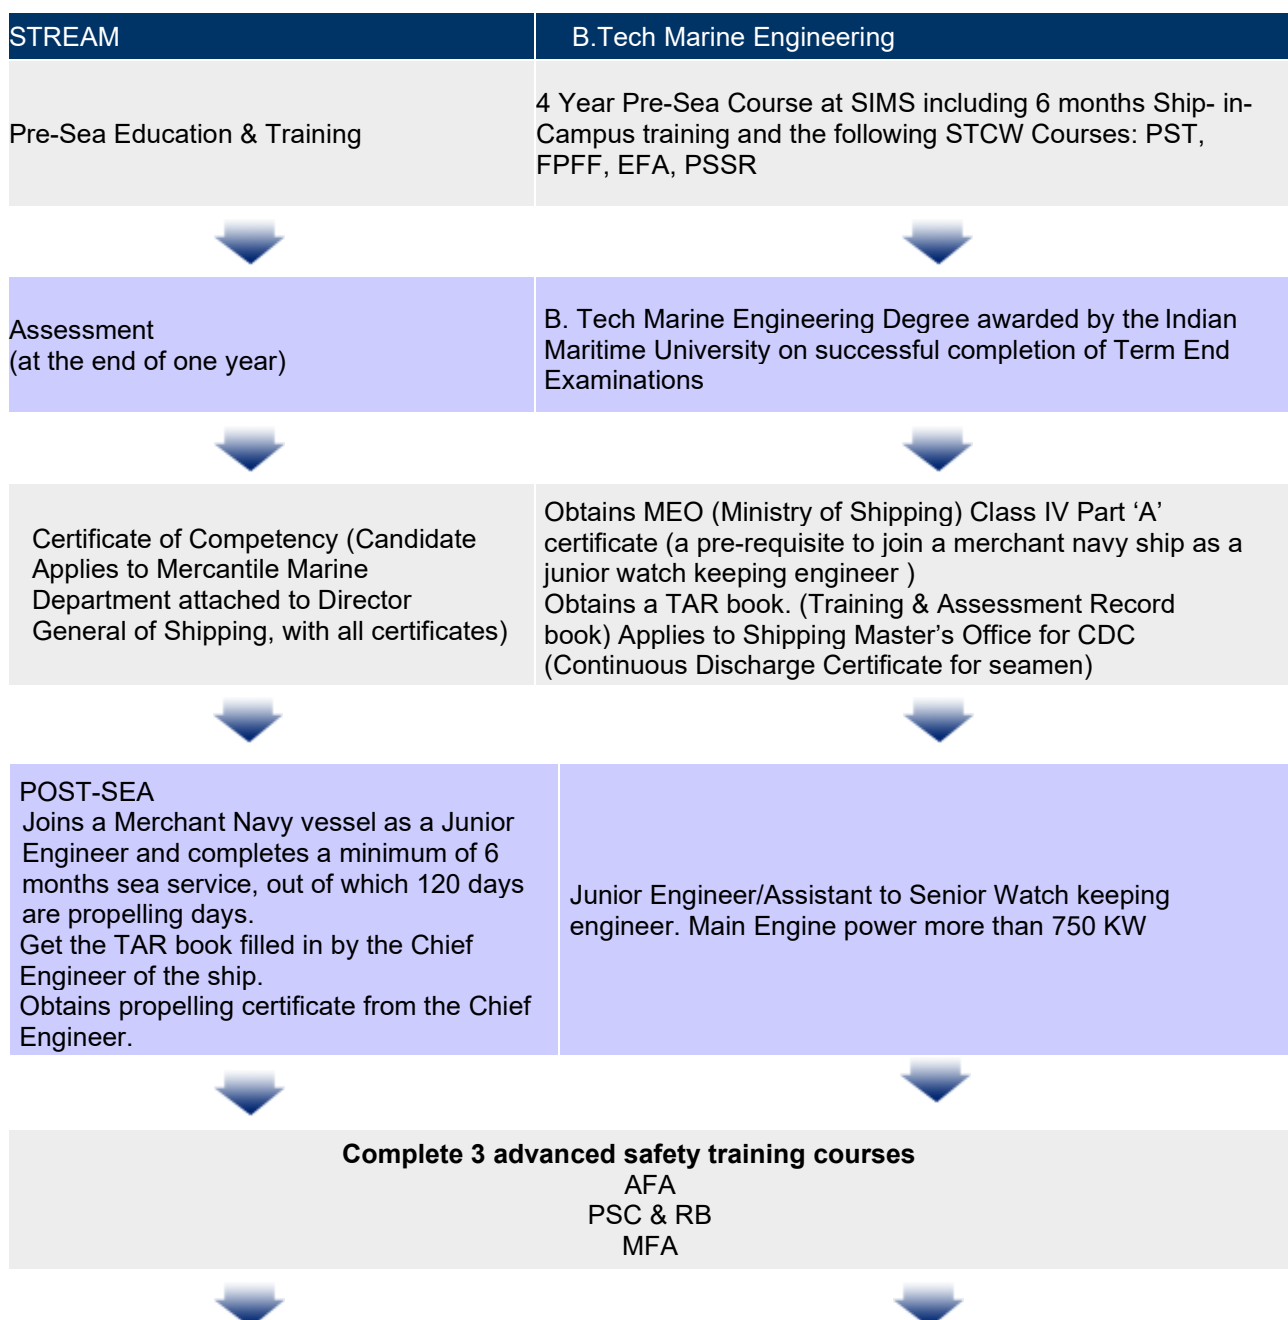 STREAM
B.Tech Marine Engineering
Pre-Sea Education & Training
4 Year Pre-Sea Course at SIMS including 6 months Ship- in-
Campus training and the following STCW Courses: PST,
FPFF, EFA, PSSR
Assessment
(at the end of one year)
B. Tech Marine Engineering Degree awarded by the Indian
Maritime University on successful completion of Term End
Examinations
Certificate of Competency (Candidate
Applies to Mercantile Marine
Department attached to Director
General of Shipping, with all certificates)
Obtains MEO (Ministry of Shipping) Class IV Part ‘A’
certificate (a pre-requisite to join a merchant navy ship as a
junior watch keeping engineer )
Obtains a TAR book. (Training & Assessment Record
book) Applies to Shipping Master’s Office for CDC
(Continuous Discharge Certificate for seamen)
POST-SEA
Joins a Merchant Navy vessel as a Junior
Engineer and completes a minimum of 6
months sea service, out of which 120 days
are propelling days.
Get the TAR book filled in by the Chief
Engineer of the ship.
Obtains propelling certificate from the Chief
Engineer.
Junior Engineer/Assistant to Senior Watch keeping
engineer. Main Engine power more than 750 KW
Complete 3 advanced safety training courses
AFA
PSC & RB
MFA